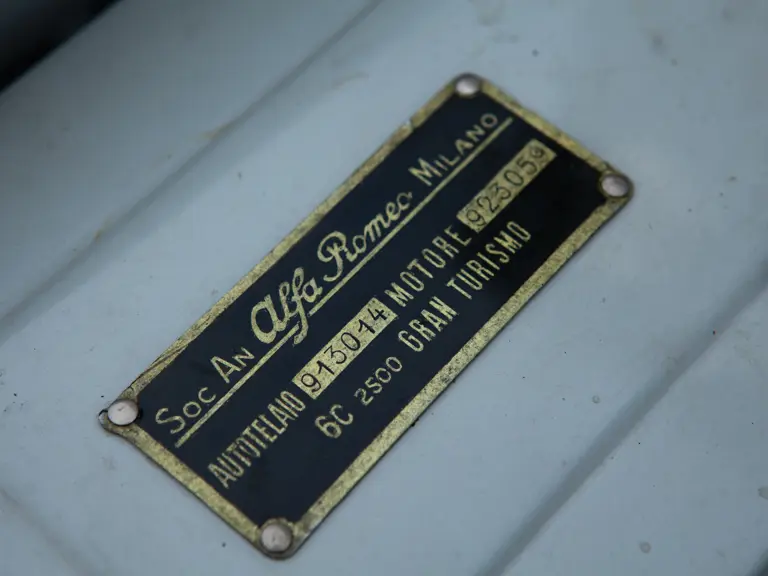 Soc An Alfa Romeo Milano
AUTOTELAIO 913014 MOTORE 923059
6C 2500 GRAN TURISMO